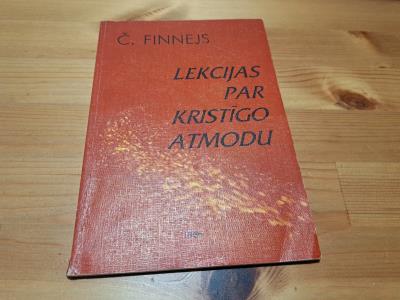 Č. FINNEJS
LEKCIJAS
PAR
KRISTĪGO
ATMODU